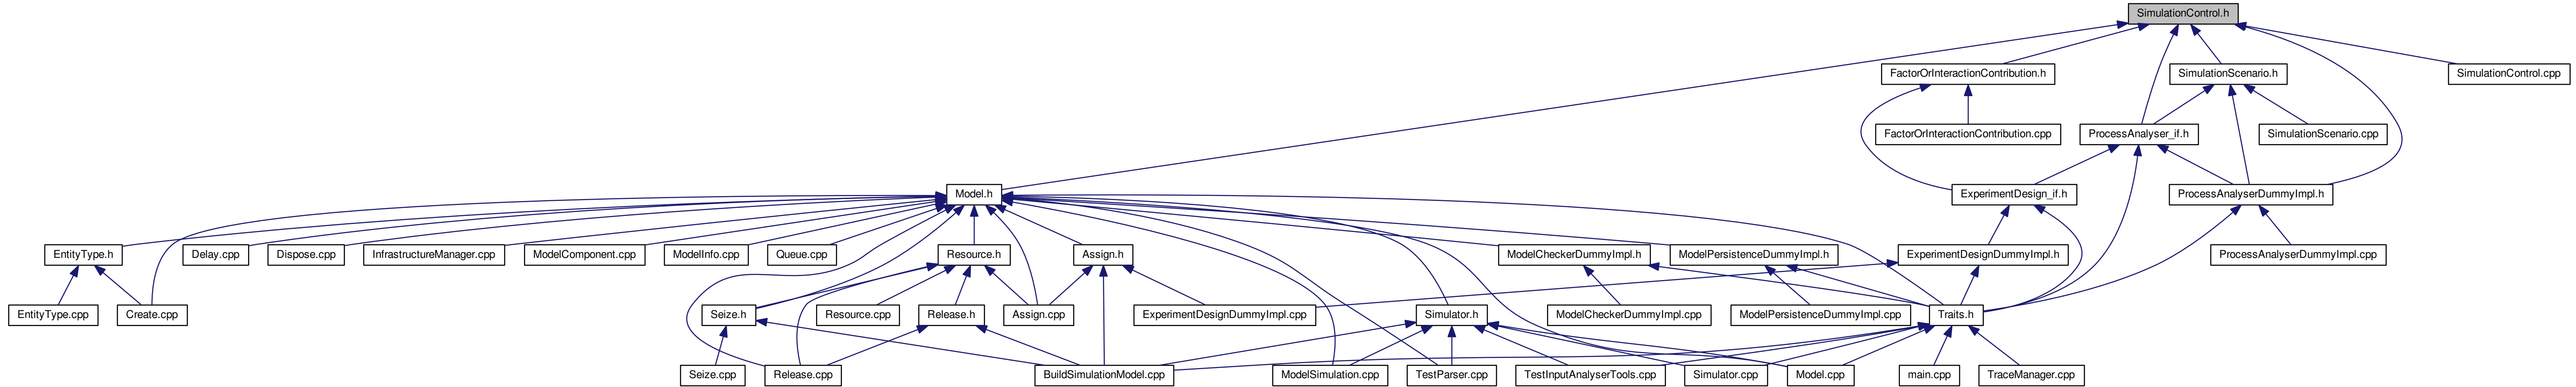 SimulationControl.h
FactorOrInteractionContribution.h
SimulationScenario.h
SimulationControl.cpp
FactorOrInteractionContribution.cpp
ProcessAnalyser_if.h
SimulationScenario.cpp
Model.h
ExperimentDesign_if.h
ProcessAnalyserDummyImpl.h
EntityType.h
Delay.cpp
Dispose.cpp
InfrastructureManager.cpp
ModelComponent.cpp
ModelInfo.cpp
Queue.cpp
Resource.h
Assign.h
ModelCheckerDummyImpl.h
ModelPersistenceDummyImpl.h
ExperimentDesignDummyImpl.h
ProcessAnalyserDummyImpl.cpp
EntityType.cpp
Create.cpp
Seize.h
Resource.cpp
Release.h
Assign.cpp
ExperimentDesignDummyImpl.cpp
Simulator.h
ModelCheckerDummyImpl.cpp
ModelPersistenceDummyImpl.cpp
Traits.h
Seize.cpp
Release.cpp
BuildSimulationModel.cpp
ModelSimulation.cpp
TestParser.cpp
TestInputAnalyserTools.cpp
Simulator.cpp
Model.cpp
main.cpp
TraceManager.cpp